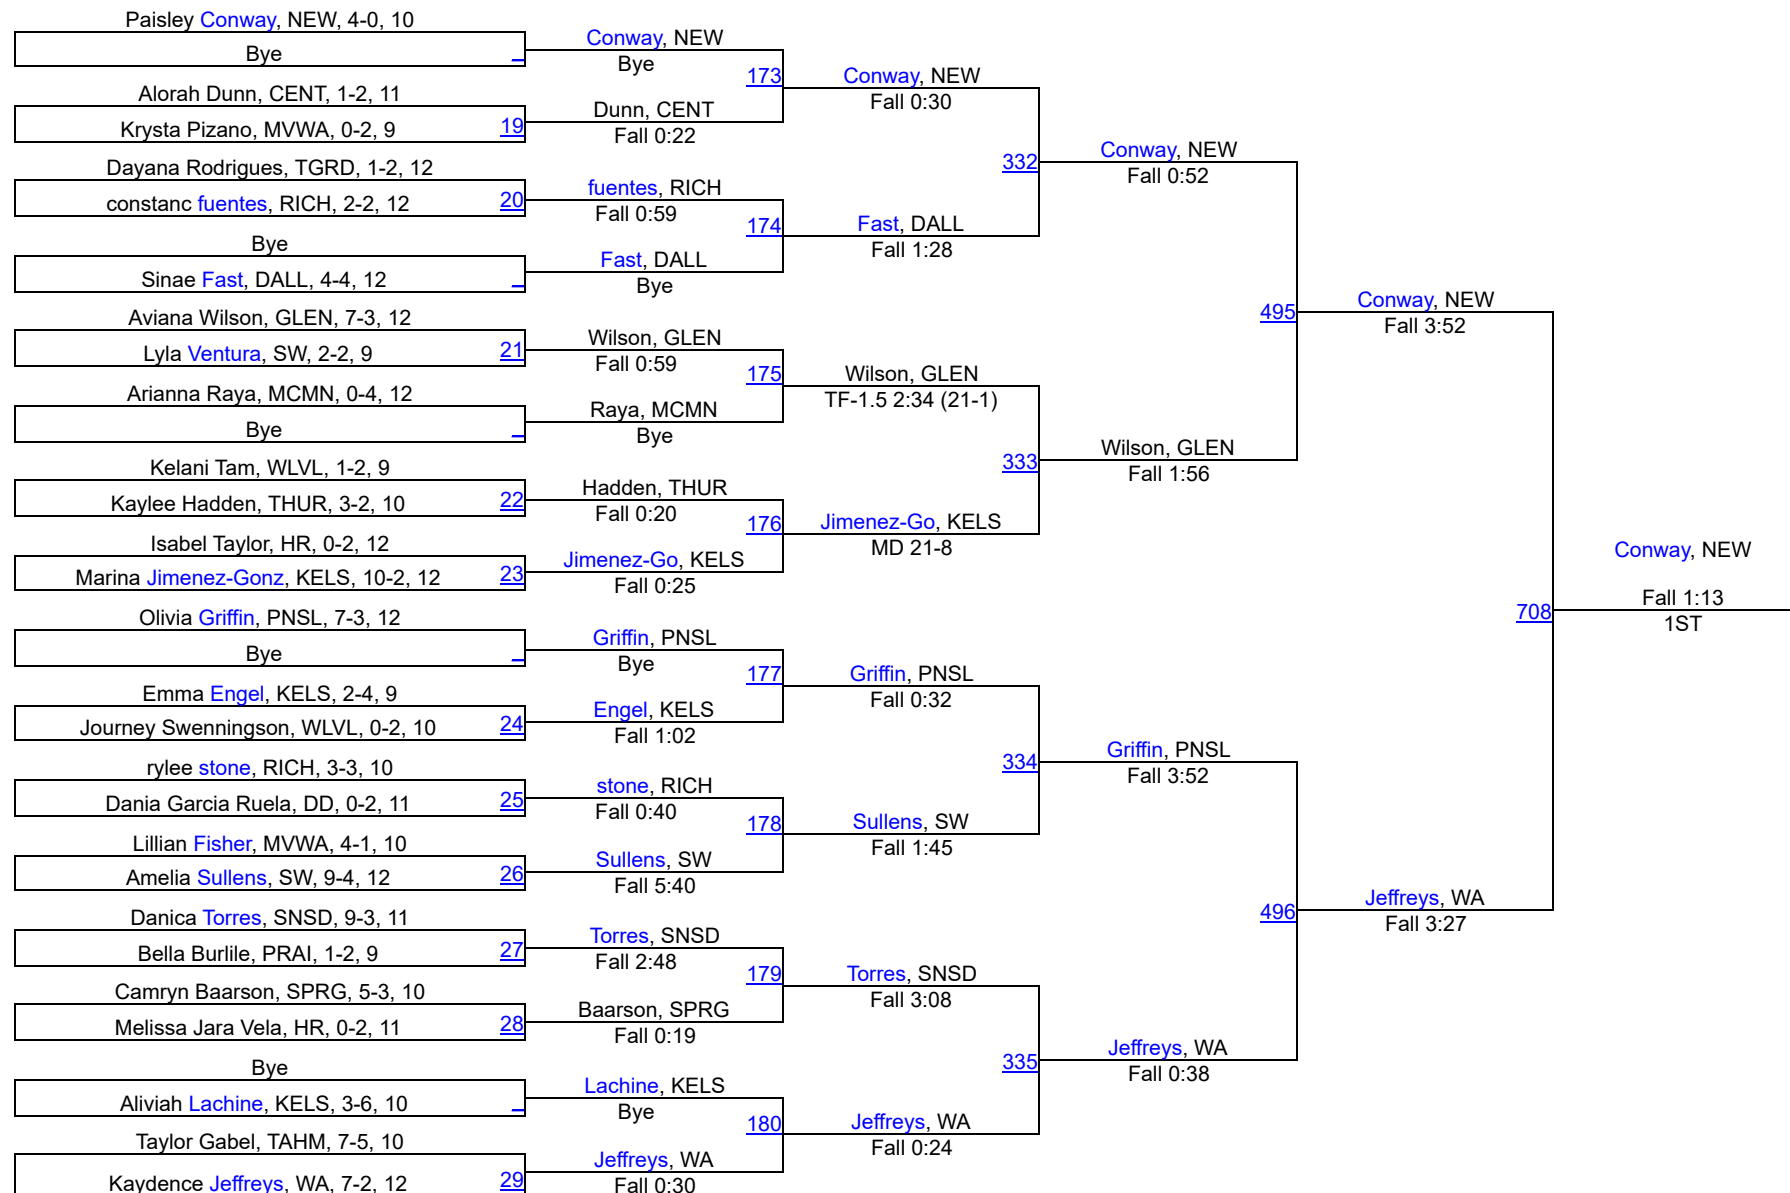 Paisley Conway, NEW, 4-0, 10
Bye
Alorah Dunn, CENT, 1-2, 11
Krysta Pizano, MVWA, 0-2, 9
19
Dayana Rodrigues, TGRD, 1-2, 12
constanc fuentes, RICH, 2-2, 12
20
Bye
Sinae Fast, DALL, 4-4, 12
Aviana Wilson, GLEN, 7-3, 12
Lyla Ventura, SW, 2-2, 9
21
Arianna Raya, MCMN, 0-4, 12
Bye
Kelani Tam, WLVL, 1-2, 9
Kaylee Hadden, THUR, 3-2, 10
22
Isabel Taylor, HR, 0-2, 12
Marina Jimenez-Gonz, KELS, 10-2, 12
23
Olivia Griffin, PNSL, 7-3, 12
Bye
Emma Engel, KELS, 2-4, 9
Journey Swenningson, WLVL, 0-2, 10
24
rylee stone, RICH, 3-3, 10
Dania Garcia Ruela, DD, 0-2, 11
25
Lillian Fisher, MVWA, 4-1, 10
Amelia Sullens, SW, 9-4, 12
26
Danica Torres, SNSD, 9-3, 11
Bella Burlile, PRAI, 1-2, 9
27
Camryn Baarson, SPRG, 5-3, 10
Melissa Jara Vela, HR, 0-2, 11
28
Bye
Aliviah Lachine, KELS, 3-6, 10
Taylor Gabel, TAHM, 7-5, 10
Kaydence Jeffreys, WA, 7-2, 12
29
Conway, NEW
Bye
173
Dunn, CENT
Fall 0:22
fuentes, RICH
Fall 0:59
174
Fast, DALL
Bye
Wilson, GLEN
Fall 0:59
175
Raya, MCMN
Bye
Hadden, THUR
Fall 0:20
176
Jimenez-Go, KELS
Fall 0:25
Griffin, PNSL
Bye
177
Engel, KELS
Fall 1:02
stone, RICH
Fall 0:40
178
Sullens, SW
Fall 5:40
Torres, SNSD
Fall 2:48
179
Baarson, SPRG
Fall 0:19
Lachine, KELS
Bye
180
Jeffreys, WA
Fall 0:30
Conway, NEW
Fall 0:30
332
Fast, DALL
Fall 1:28
Wilson, GLEN
TF-1.5 2:34 (21-1)
333
Jimenez-Go, KELS
MD 21-8
Griffin, PNSL
Fall 0:32
334
Sullens, SW
Fall 1:45
Torres, SNSD
Fall 3:08
335
Jeffreys, WA
Fall 0:24
Conway, NEW
Fall 0:52
495
Wilson, GLEN
Fall 1:56
Griffin, PNSL
Fall 3:52
496
Jeffreys, WA
Fall 0:38
Conway, NEW
Fall 3:52
708
Jeffreys, WA
Fall 3:27
Conway, NEW
Fall 1:13
1ST